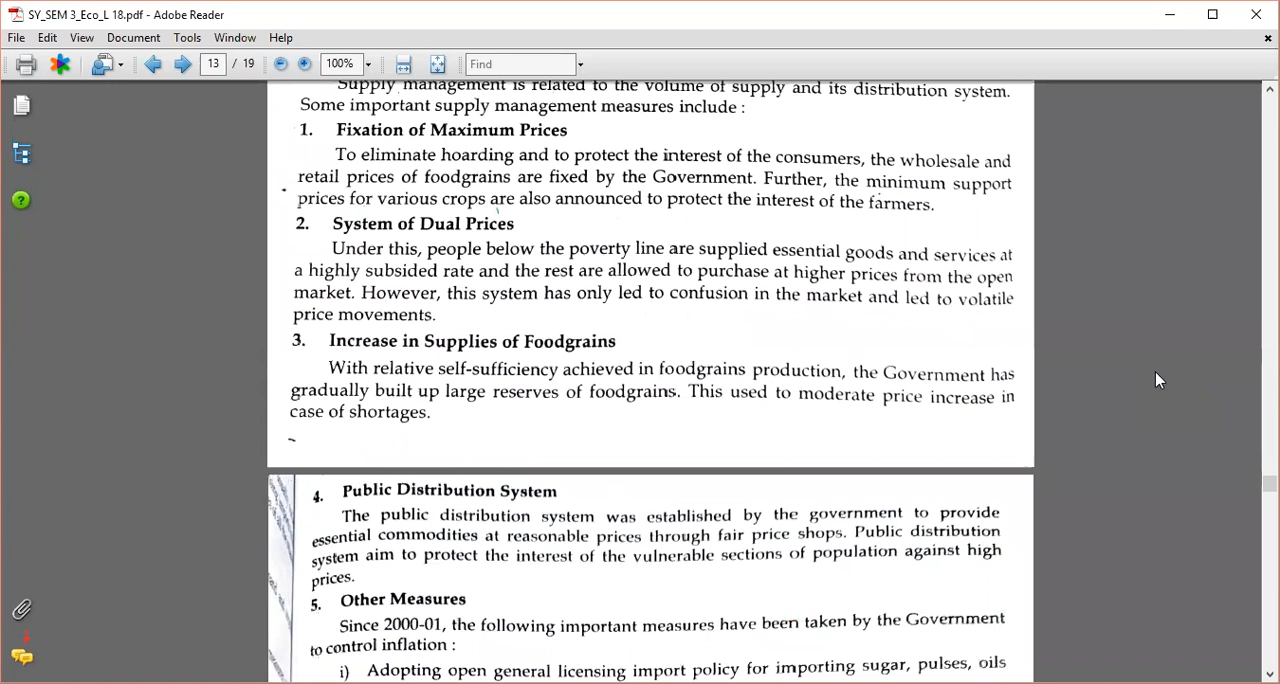 SY_SEM 3_Eco_L 18.pdf - Adobe Reader
File Edit View Document Tools Window Help
13 / 19 100% Find
Supply management is related to the volume of supply and its distribution system.
Some important supply management measures include :
1. Fixation of Maximum Prices
To eliminate hoarding and to protect the interest of the consumers, the wholesale and
retail prices of foodgrains are fixed by the Government. Further, the minimum support
prices for various crops are also announced to protect the interest of the farmers.
2. System of Dual Prices
Under this, people below the poverty line are supplied essential goods and services at
a highly subsided rate and the rest are allowed to purchase at higher prices from the open
market. However, this system has only led to confusion in the market and led to volatile
price movements.
3. Increase in Supplies of Foodgrains
With relative self-sufficiency achieved in foodgrains production, the Government has
gradually built up large reserves of foodgrains. This used to moderate price increase in
case of shortages.
4. Public Distribution System
The public distribution system was established by the government to provide
essential commodities at reasonable prices through fair price shops. Public distribution
system aim to protect the interest of the vulnerable sections of population against high
prices.
5. Other Measures
Since 2000-01, the following important measures have been taken by the Government
to control inflation :
i) Adopting open general licensing import policy for importing sugar, pulses, oils